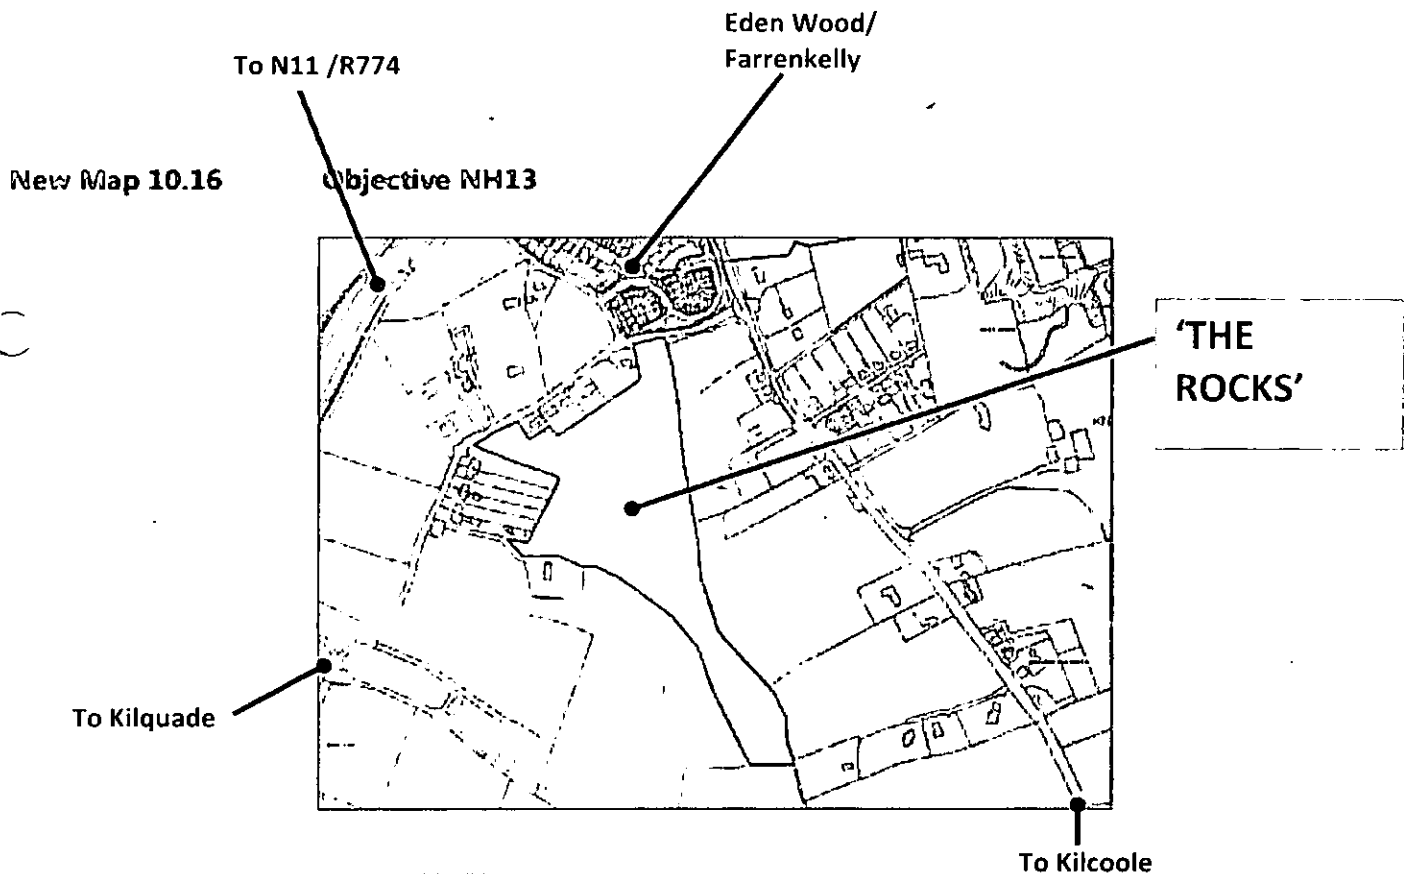 Eden Wood/
Farrenkelly
To N11 /R774
New Map 10.16 Objective NH13
'THE
ROCKS'
To Kilquade
To Kilcoole